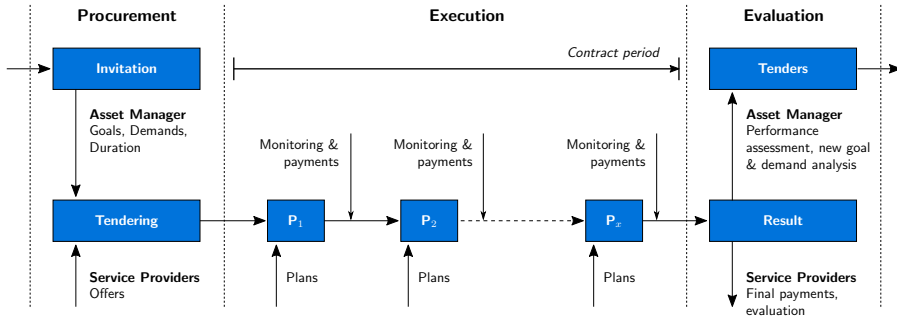 Procurement
Execution
Evaluation
Invitation
Contract period
Tenders
Asset Manager
Goals, Demands,
Duration
Monitoring &
payments
Monitoring &
payments
Monitoring &
payments
Asset Manager
Performance
assessment, new goal
& demand analysis
Tendering
P1
P2
Px
Result
Service Providers
Offers
Plans
Plans
Plans
Service Providers
Final payments,
evaluation